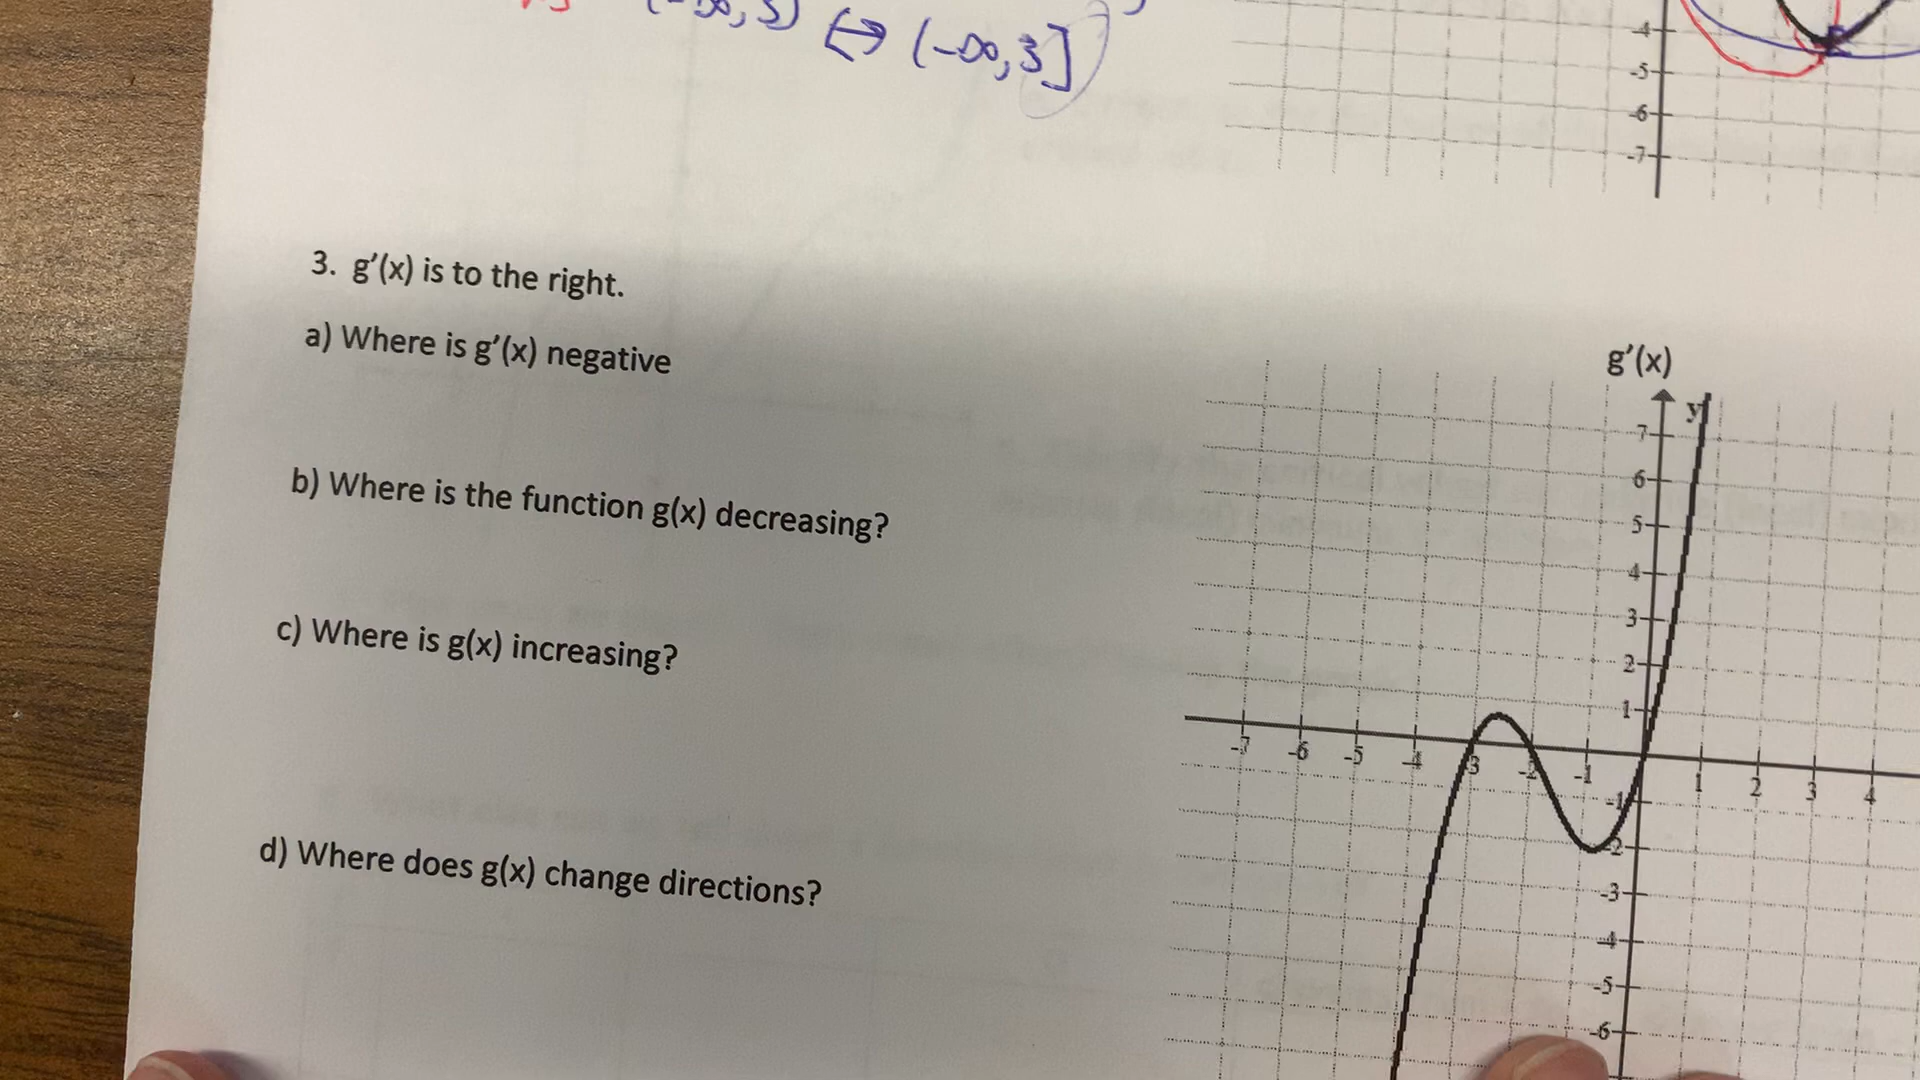 (-∞, 3) ↔ (-∞, 3]
-4
-5
-6
-7
3. g’(x) is to the right.
a) Where is g’(x) negative
b) Where is the function g(x) decreasing?
c) Where is g(x) increasing?
d) Where does g(x) change directions?
g’(x)
y
7
6
5
4
3
2
1
-7 -6 -5 -4 -3 -2 -1 1 2 3 4
-1
-2
-3
-4
-5
-6